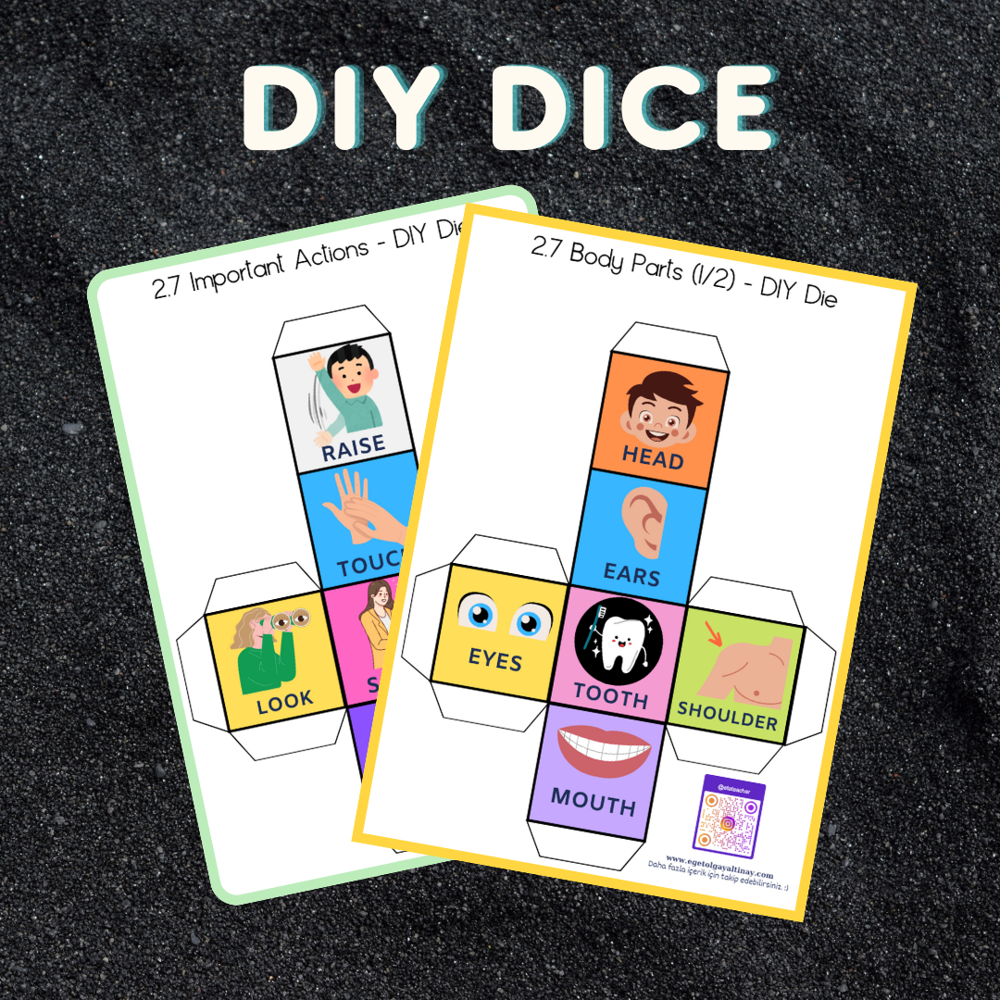 DIY DICE
2.7 Important Actions - DIY Die
RAISE
LOOK
2.7 Body Parts (1/2) - DIY Die
HEAD
EARS
EYES
TOOTH
SHOULDER
MOUTH
@etoteacher
www.egetolgayaltinay.com
Daha fazla içerik için takip edebilirsiniz. :)